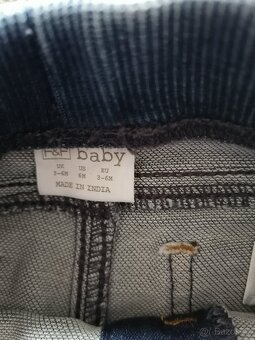 F&F baby
UK US EU
3-6M 6M 3-6M
MADE IN INDIA